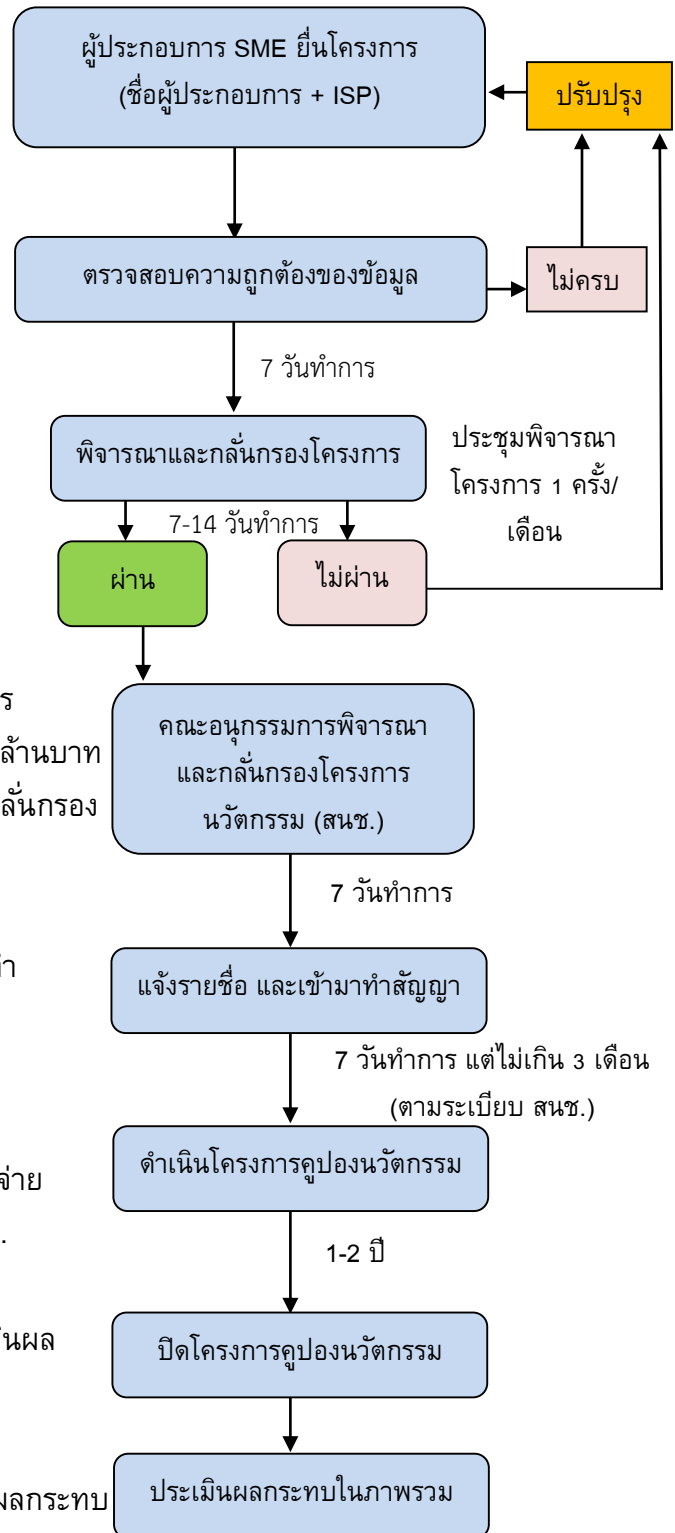 ผู้ประกอบการ SME ยื่นโครงการ
(ชื่อผู้ประกอบการ + ISP)
ปรับปรุง
ตรวจสอบความถูกต้องของข้อมูล
ไม่ครบ
7 วันทำการ
พิจารณาและกลั่นกรองโครงการ
ประชุมพิจารณา
โครงการ 1 ครั้ง/
เดือน
7-14 วันทำการ
ผ่าน
ไม่ผ่าน
ร
ล้านบาท
ลั่นกรอง
คณะอนุกรรมการพิจารณา
และกลั่นกรองโครงการ
นวัตกรรม (สนช.)
7 วันทำการ
แจ้งรายชื่อ และเข้ามาทำสัญญา
7 วันทำการ แต่ไม่เกิน 3 เดือน
(ตามระเบียบ สนช.)
ดำเนินโครงการคูปองนวัตกรรม
จ่าย
.
1-2 ปี
ปิดโครงการคูปองนวัตกรรม
นผล
ผลกระทบ
ประเมินผลกระทบในภาพรวม